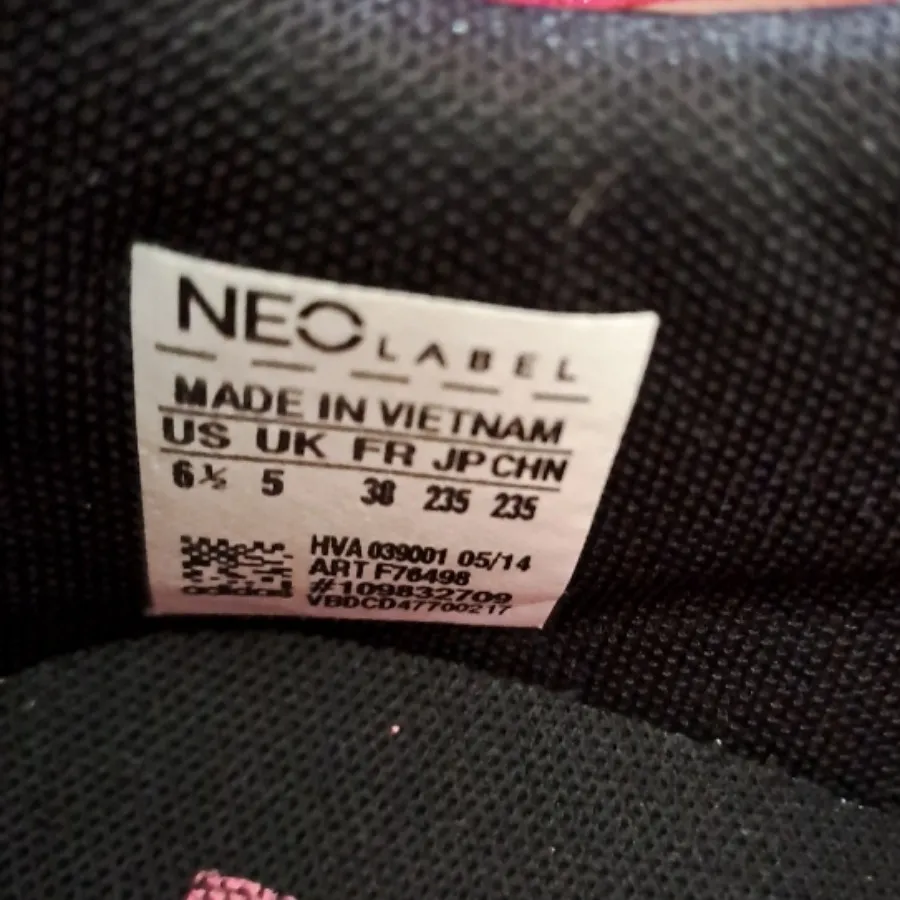 NEO LABEL
MADE IN VIETNAM
US UK FR JP CHN
6½ 5 38 235 235
HVA 039001 05/14
ART F76498
#109832709
VBDCD47700217